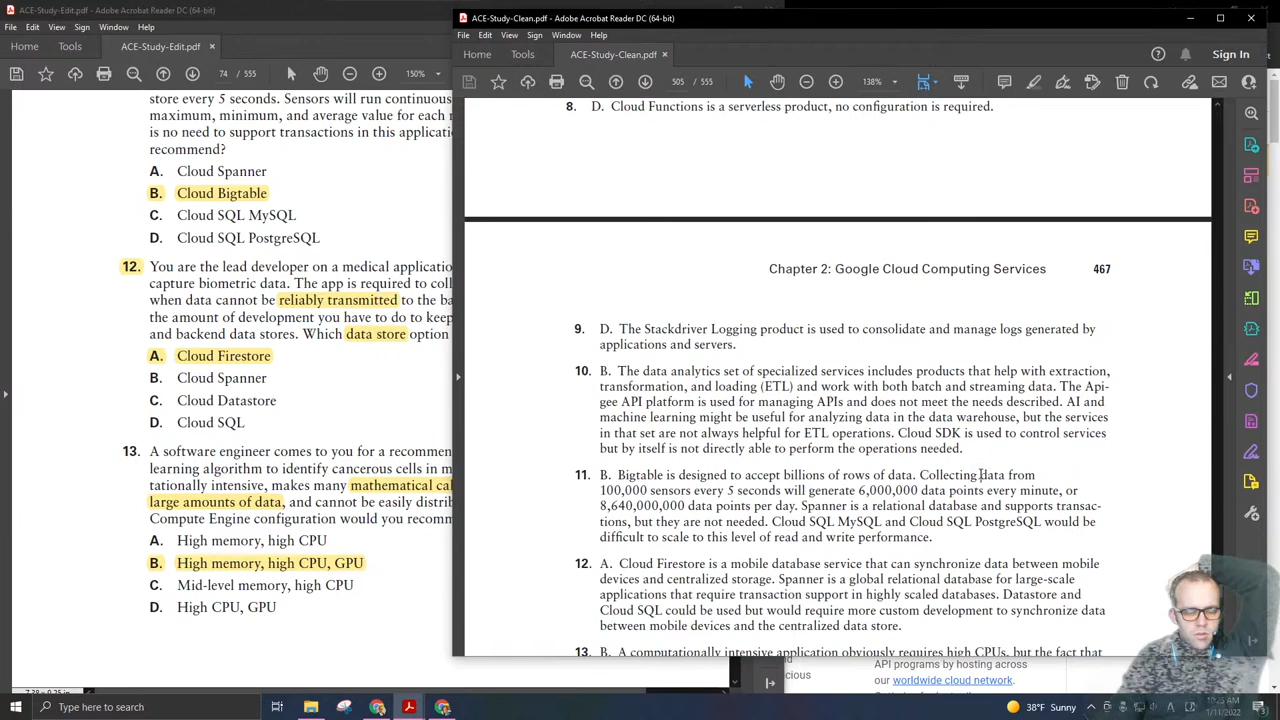 ACE-Study-Edit.pdf - Adobe Acrobat Reader DC (64-bit)
File Edit View Sign Window Help
Home Tools ACE-Study-Edit.pdf ×
74 / 555 150%
store every 5 seconds. Sensors will run continuous
maximum, minimum, and average value for each
is no need to support transactions in this applicatio
recommend?
A. Cloud Spanner
B. Cloud Bigtable
C. Cloud SQL MySQL
D. Cloud SQL PostgreSQL
12. You are the lead developer on a medical applicatio
capture biometric data. The app is required to coll
when data cannot be reliably transmitted to the ba
the amount of development you have to do to keep
and backend data stores. Which data store option
A. Cloud Firestore
B. Cloud Spanner
C. Cloud Datastore
D. Cloud SQL
13. A software engineer comes to you for a recommen
learning algorithm to identify cancerous cells in m
tationally intensive, makes many mathematical cal
large amounts of data, and cannot be easily distrib
Compute Engine configuration would you recomm
A. High memory, high CPU
B. High memory, high CPU, GPU
C. Mid-level memory, high CPU
D. High CPU, GPU
ACE-Study-Clean.pdf - Adobe Acrobat Reader DC (64-bit)
File Edit View Sign Window Help
Home Tools ACE-Study-Clean.pdf × Sign In
505 / 555 138%
8. D. Cloud Functions is a serverless product, no configuration is required.
Chapter 2: Google Cloud Computing Services 467
9. D. The Stackdriver Logging product is used to consolidate and manage logs generated by
applications and servers.
10. B. The data analytics set of specialized services includes products that help with extraction,
transformation, and loading (ETL) and work with both batch and streaming data. The Api-
gee API platform is used for managing APIs and does not meet the needs described. AI and
machine learning might be useful for analyzing data in the data warehouse, but the services
in that set are not always helpful for ETL operations. Cloud SDK is used to control services
but by itself is not directly able to perform the operations needed.
11. B. Bigtable is designed to accept billions of rows of data. Collecting data from
100,000 sensors every 5 seconds will generate 6,000,000 data points every minute, or
8,640,000,000 data points per day. Spanner is a relational database and supports transac-
tions, but they are not needed. Cloud SQL MySQL and Cloud SQL PostgreSQL would be
difficult to scale to this level of read and write performance.
12. A. Cloud Firestore is a mobile database service that can synchronize data between mobile
devices and centralized storage. Spanner is a global relational database for large-scale
applications that require transaction support in highly scaled databases. Datastore and
Cloud SQL could be used but would require more custom development to synchronize data
between mobile devices and the centralized data store.
13. B. A computationally intensive application obviously requires high CPUs, but the fact that
API programs by hosting across
our worldwide cloud network.
Type here to search
38° Sunny
10:25 AM
1/11/2022